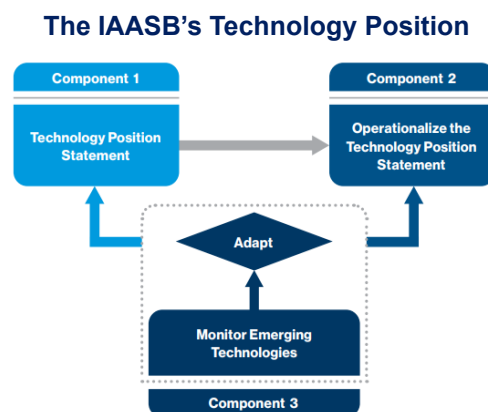 The IAASB's Technology Position
Component 1
Technology Position
Statement
Component 2
Operationalize the
Technology Position
Statement
Adapt
Monitor Emerging
Technologies
Component 3